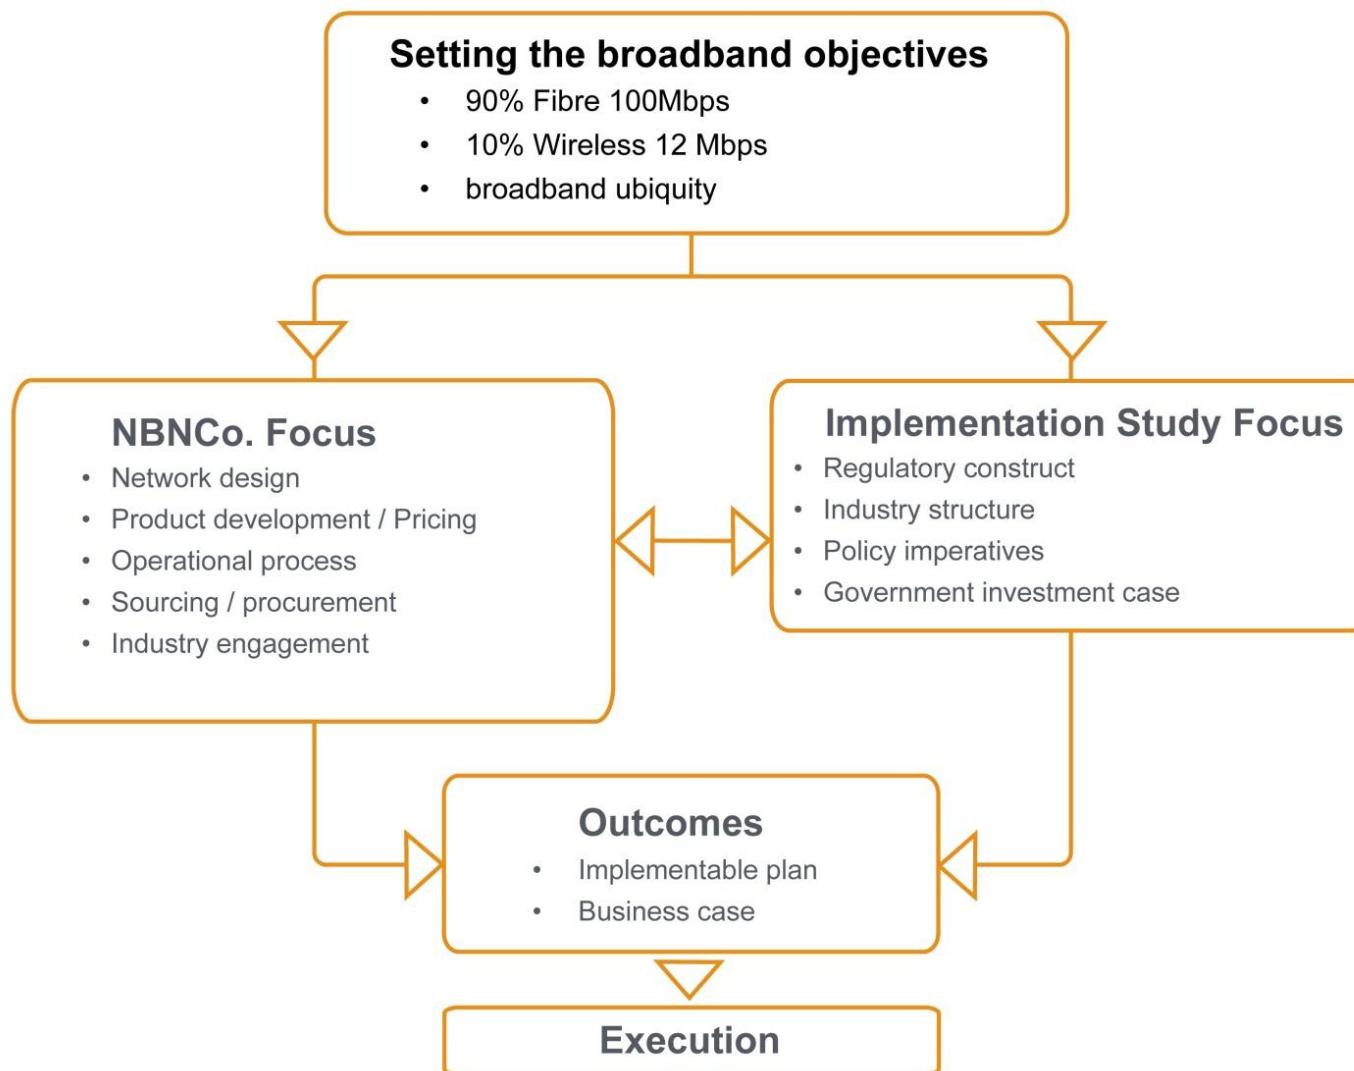 Setting the broadband objectives
• 90% Fibre 100Mbps
• 10% Wireless 12 Mbps
• broadband ubiquity
NBNCo. Focus
• Network design
• Product development / Pricing
• Operational process
• Sourcing / procurement
• Industry engagement
Implementation Study Focus
• Regulatory construct
• Industry structure
• Policy imperatives
• Government investment case
Outcomes
• Implementable plan
• Business case
Execution